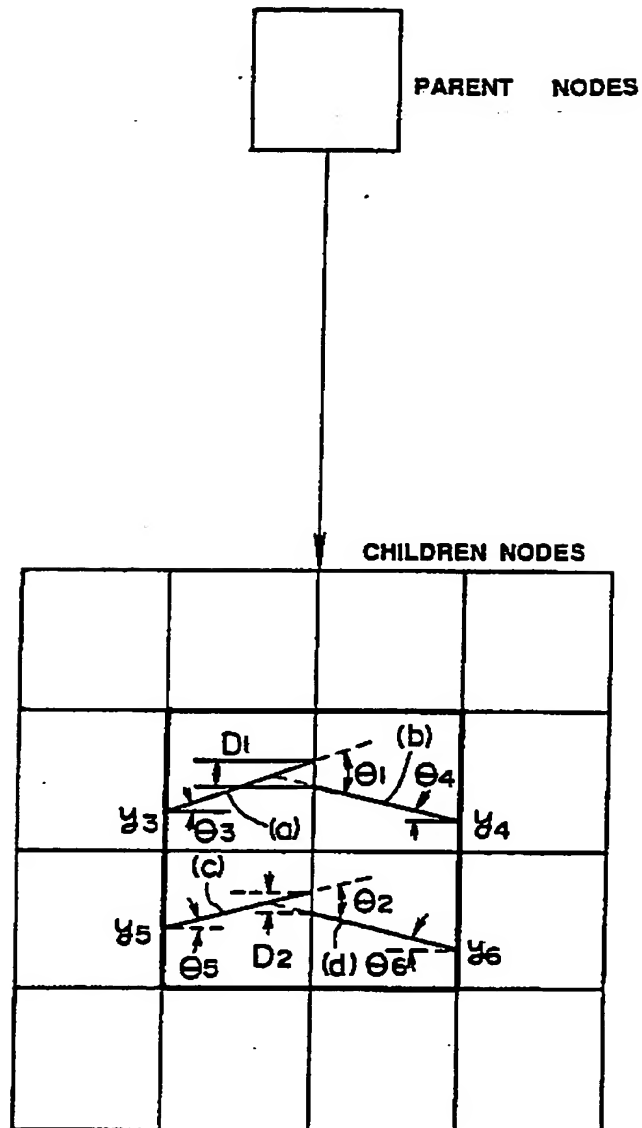 PARENT NODES
CHILDREN NODES
D1
(b)
θ1
θ4
y3
θ3
(a)
y4
(c)
θ2
y5
θ5
D2
(d)
θ6
y6